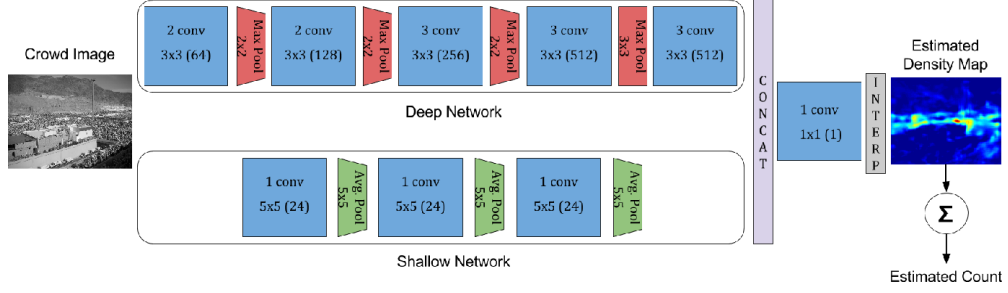 Crowd Image
2 conv
3x3 (64)
Max Pool
2x2
2 conv
3x3 (128)
Max Pool
2x2
3 conv
3x3 (256)
Max Pool
2x2
3 conv
3x3 (512)
Max Pool
3x3
3 conv
3x3 (512)
Deep Network
1 conv
5x5 (24)
Avg. Pool
5x5
1 conv
5x5 (24)
Avg. Pool
5x5
1 conv
5x5 (24)
Avg. Pool
5x5
Shallow Network
CONCAT
1 conv
1x1 (1)
INTERP
Estimated
Density Map
Σ
Estimated Count